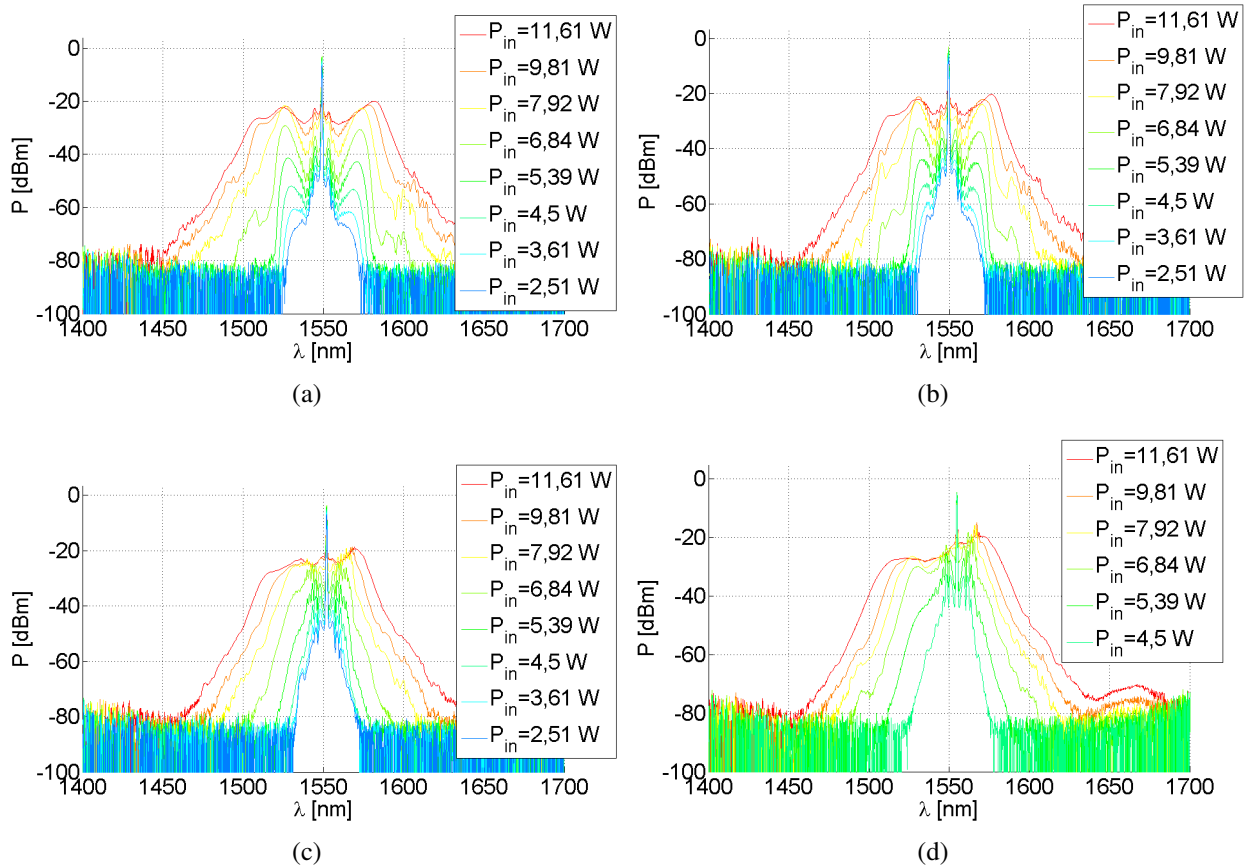 P_in=11,61 W
P_in=9,81 W
P_in=7,92 W
P_in=6,84 W
P_in=5,39 W
P_in=4,5 W
P_in=3,61 W
P_in=2,51 W
0
-20
-40
-60
-80
-100
P [dBm]
1400 1450 1500 1550 1600 1650 1700
λ [nm]
(a)
P_in=11,61 W
P_in=9,81 W
P_in=7,92 W
P_in=6,84 W
P_in=5,39 W
P_in=4,5 W
P_in=3,61 W
P_in=2,51 W
0
-20
-40
-60
-80
-100
P [dBm]
1400 1450 1500 1550 1600 1650 1700
λ [nm]
(b)
P_in=11,61 W
P_in=9,81 W
P_in=7,92 W
P_in=6,84 W
P_in=5,39 W
P_in=4,5 W
P_in=3,61 W
P_in=2,51 W
0
-20
-40
-60
-80
-100
P [dBm]
1400 1450 1500 1550 1600 1650 1700
λ [nm]
(c)
P_in=11,61 W
P_in=9,81 W
P_in=7,92 W
P_in=6,84 W
P_in=5,39 W
P_in=4,5 W
0
-20
-40
-60
-80
-100
P [dBm]
1400 1450 1500 1550 1600 1650 1700
λ [nm]
(d)